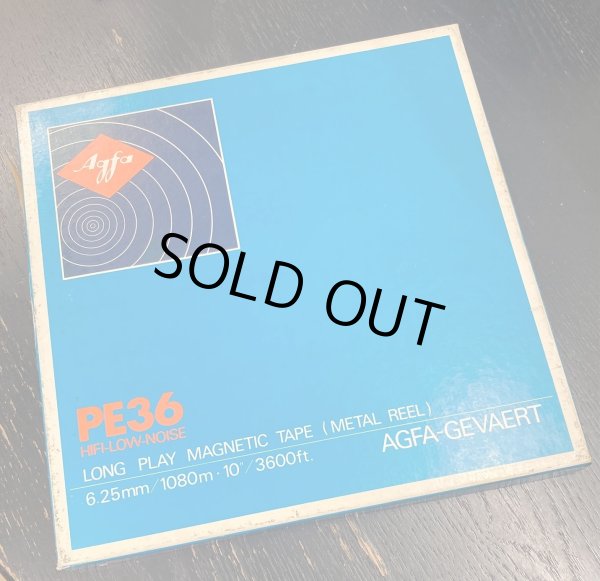 Agfa
SOLD OUT
PE36
HIFI-LOW-NOISE
LONG PLAY MAGNETIC TAPE (METAL REEL)
6.25mm/1080m · 10"/3600ft.
AGFA-GEVAERT